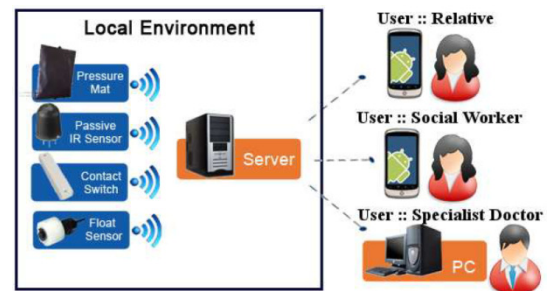 Local Environment
Pressure
Mat
Passive
IR Sensor
Contact
Switch
Float
Sensor
Server
User :: Relative
User :: Social Worker
User :: Specialist Doctor
PC